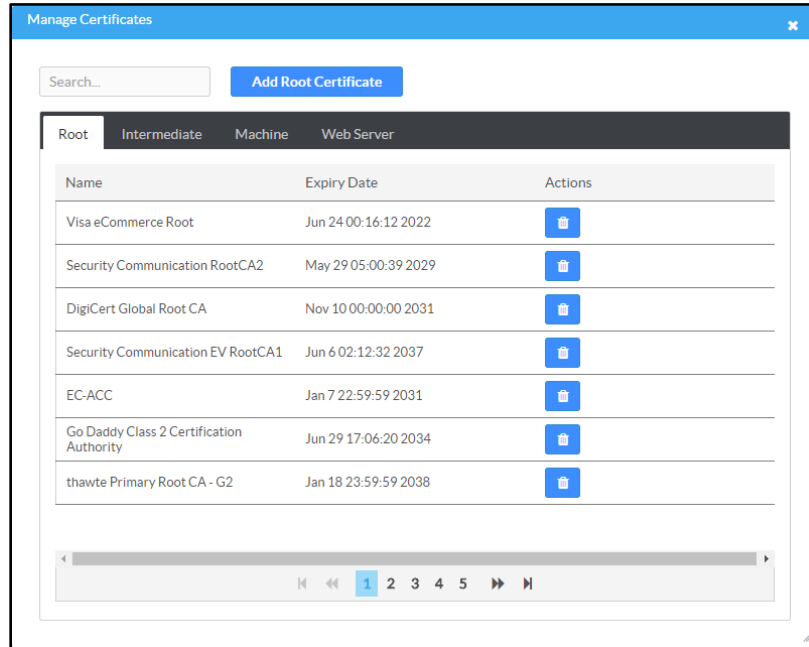 Manage Certificates
Search...
Add Root Certificate
Root Intermediate Machine Web Server
Name Expiry Date Actions
Visa eCommerce Root Jun 24 00:16:12 2022
Security Communication RootCA2 May 29 05:00:39 2029
DigiCert Global Root CA Nov 10 00:00:00 2031
Security Communication EV RootCA1 Jun 6 02:12:32 2037
EC-ACC Jan 7 22:59:59 2031
Go Daddy Class 2 Certification
Authority Jun 29 17:06:20 2034
thawte Primary Root CA - G2 Jan 18 23:59:59 2038
1 2 3 4 5